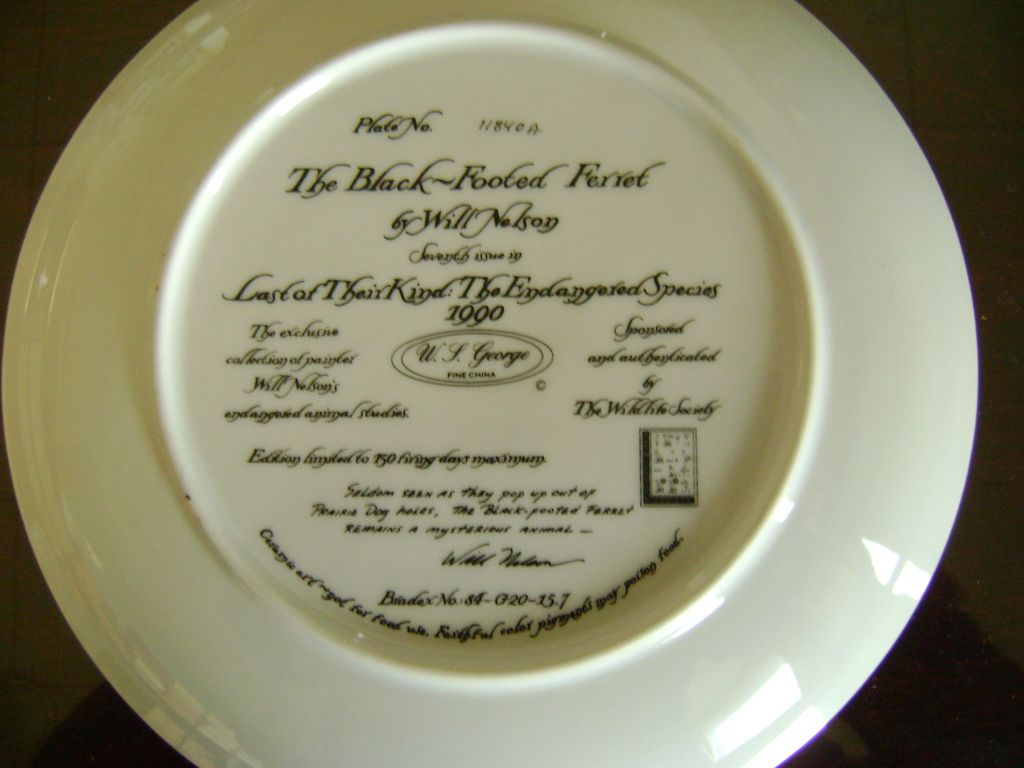 Plate No. 11840A
The Black~Footed Ferret
by Will Nelson
Seventh issue in
Last of Their Kind: The Endangered Species
1990
The exclusive
collection of painter
Will Nelson's
endangered animal studies.
W. S. George
FINE CHINA
©
Sponsored
and authenticated
by
The Wildlife Society
Edition limited to 150 firing days maximum.
Seldom seen as they pop up out of
Prairie Dog holes, the Black-footed Ferret
remains a mysterious animal —
Will Nelson
Bradex No.: 84~G20~15.7
Ceramic art~not for food use. Faithful color pigments may poison food.